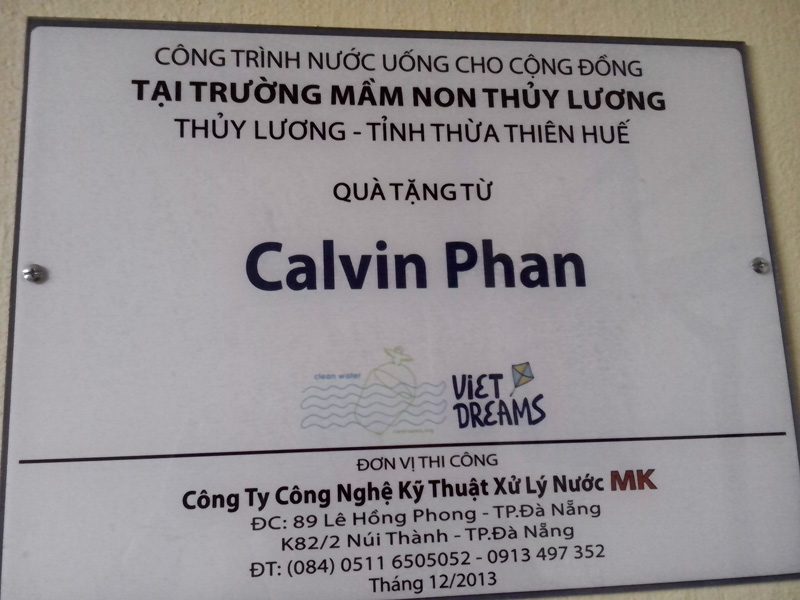 CÔNG TRÌNH NƯỚC UỐNG CHO CỘNG ĐỒNG
TẠI TRƯỜNG MẦM NON THỦY LƯƠNG
THỦY LƯƠNG - TỈNH THỪA THIÊN HUẾ
QUÀ TẶNG TỪ
Calvin Phan
clean water
VIET
DREAMS
ĐƠN VỊ THI CÔNG
Công Ty Công Nghệ Kỹ Thuật Xử Lý Nước MK
ĐC: 89 Lê Hồng Phong - TP.Đà Nẵng
K82/2 Núi Thành - TP.Đà Nẵng
ĐT: (084) 0511 6505052 - 0913 497 352
Tháng 12/2013